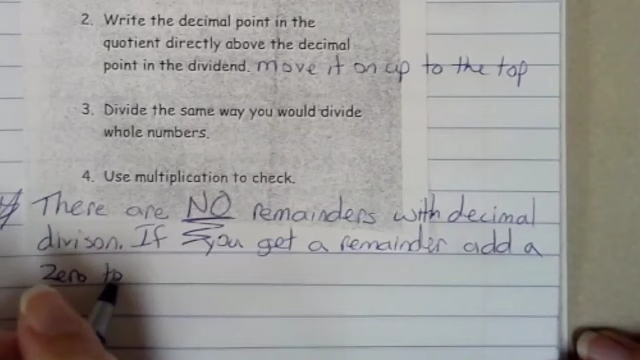 2. Write the decimal point in the
quotient directly above the decimal
point in the dividend. move it on up to the top
3. Divide the same way you would divide
whole numbers.
4. Use multiplication to check.
There are NO remainders with decimal
divison. If you get a remainder add a
zero to